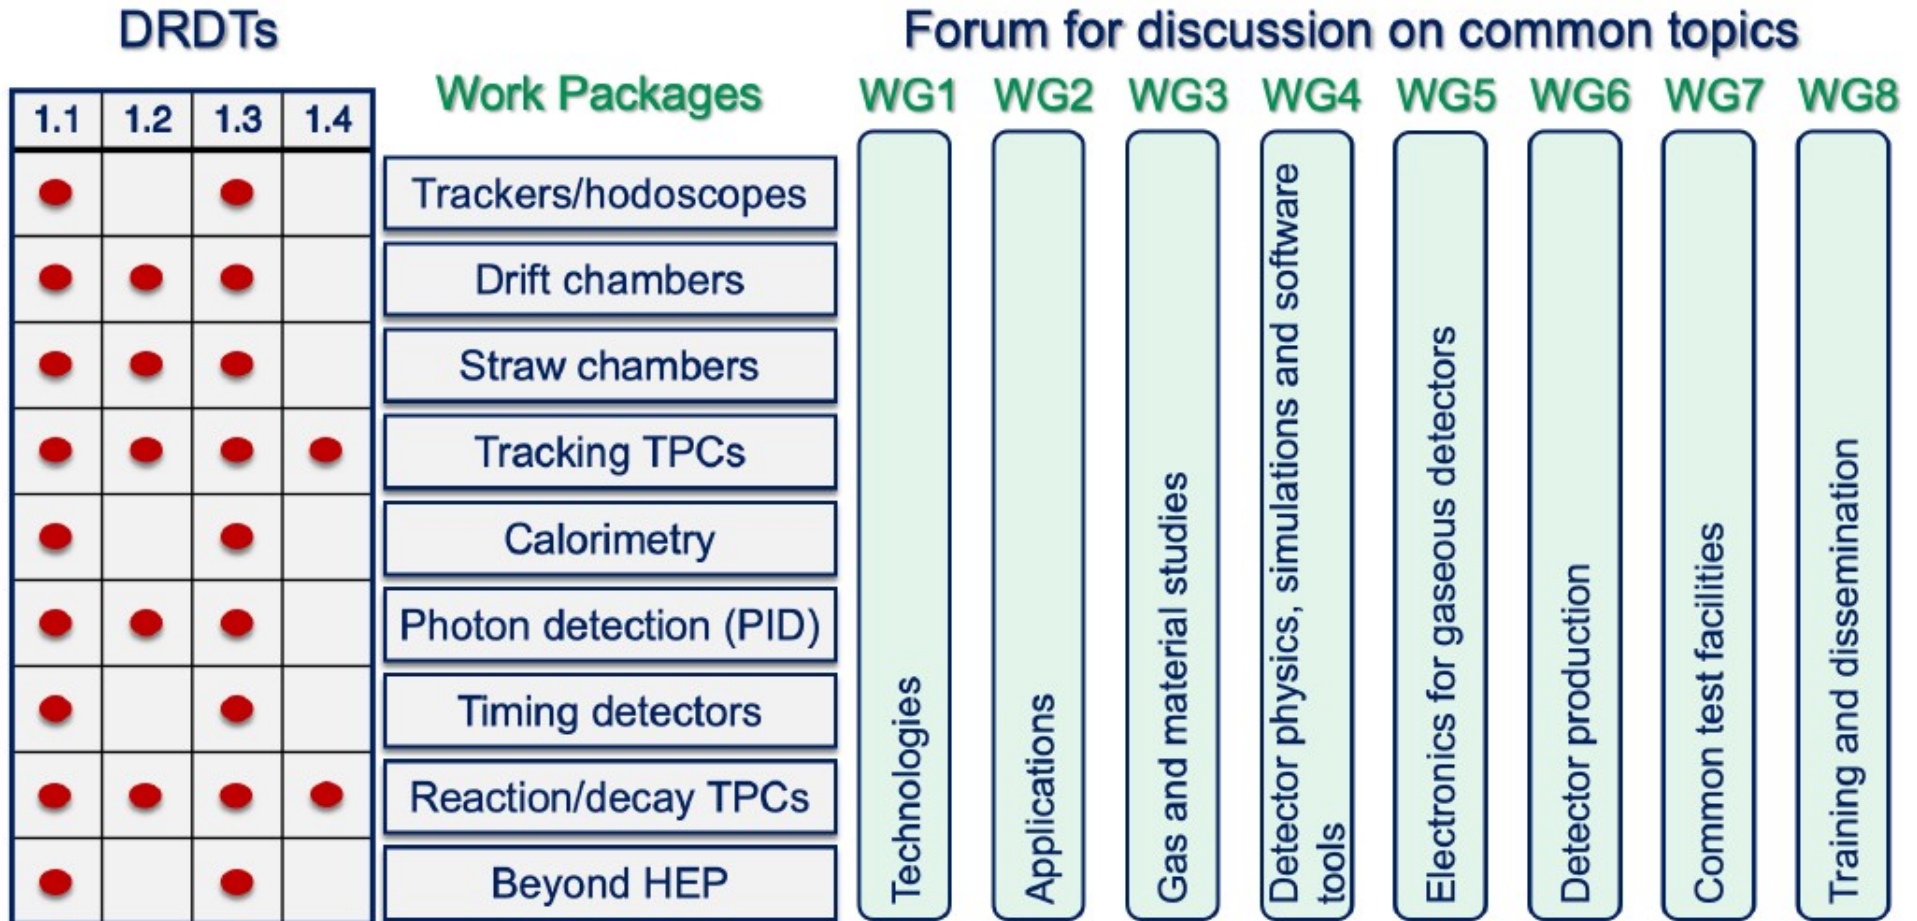 DRDTs
Forum for discussion on common topics
Work Packages
WG1 WG2 WG3 WG4 WG5 WG6 WG7 WG8
1.1 1.2 1.3 1.4
Trackers/hodoscopes
Drift chambers
Straw chambers
Tracking TPCs
Calorimetry
Photon detection (PID)
Timing detectors
Reaction/decay TPCs
Beyond HEP
Technologies
Applications
Gas and material studies
Detector physics, simulations and software
tools
Electronics for gaseous detectors
Detector production
Common test facilities
Training and dissemination